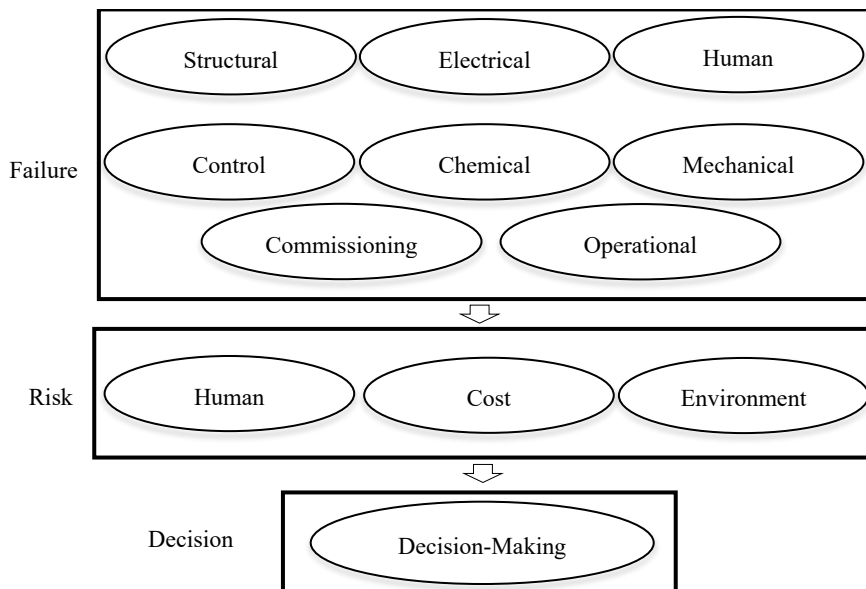 Structural Electrical Human
Failure Control Chemical Mechanical
Commissioning Operational
Risk Human Cost Environment
Decision Decision-Making